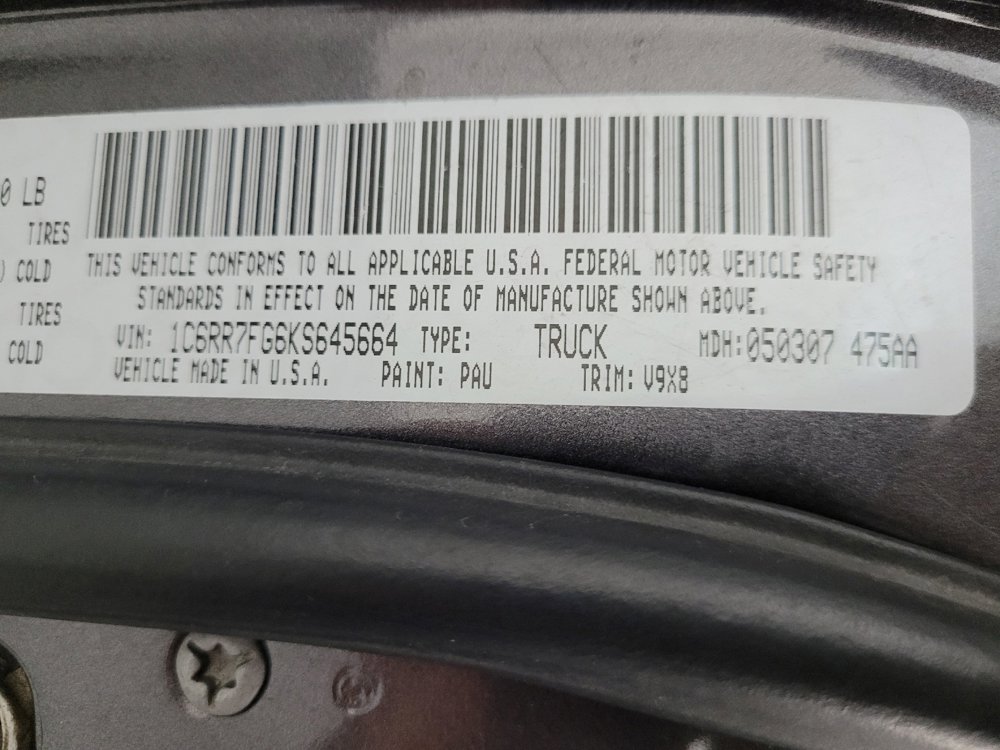 0 LB
TIRES
) COLD
TIRES
COLD
THIS VEHICLE CONFORMS TO ALL APPLICABLE U.S.A. FEDERAL MOTOR VEHICLE SAFETY
STANDARDS IN EFFECT ON THE DATE OF MANUFACTURE SHOWN ABOVE.
VIN: 1C6RR7FG6KS645664 TYPE: TRUCK MDH:050307 475AA
VEHICLE MADE IN U.S.A. PAINT: PAU TRIM: V9X8